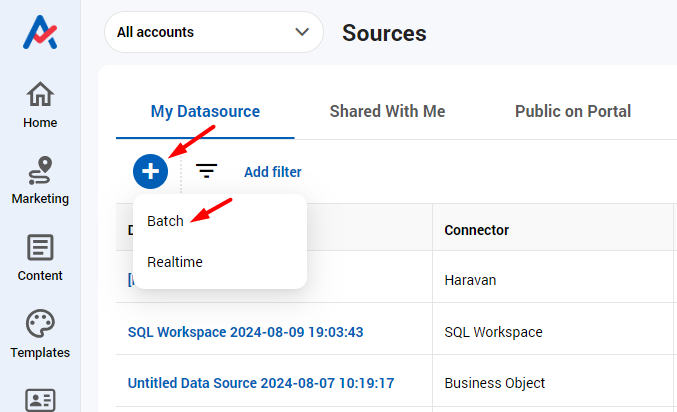 All accounts
Sources
Home
Marketing
Content
Templates
My Datasource
Shared With Me
Public on Portal
Add filter
Batch
Realtime
Connector
Haravan
SQL Workspace 2024-08-09 19:03:43
SQL Workspace
Untitled Data Source 2024-08-07 10:19:17
Business Object